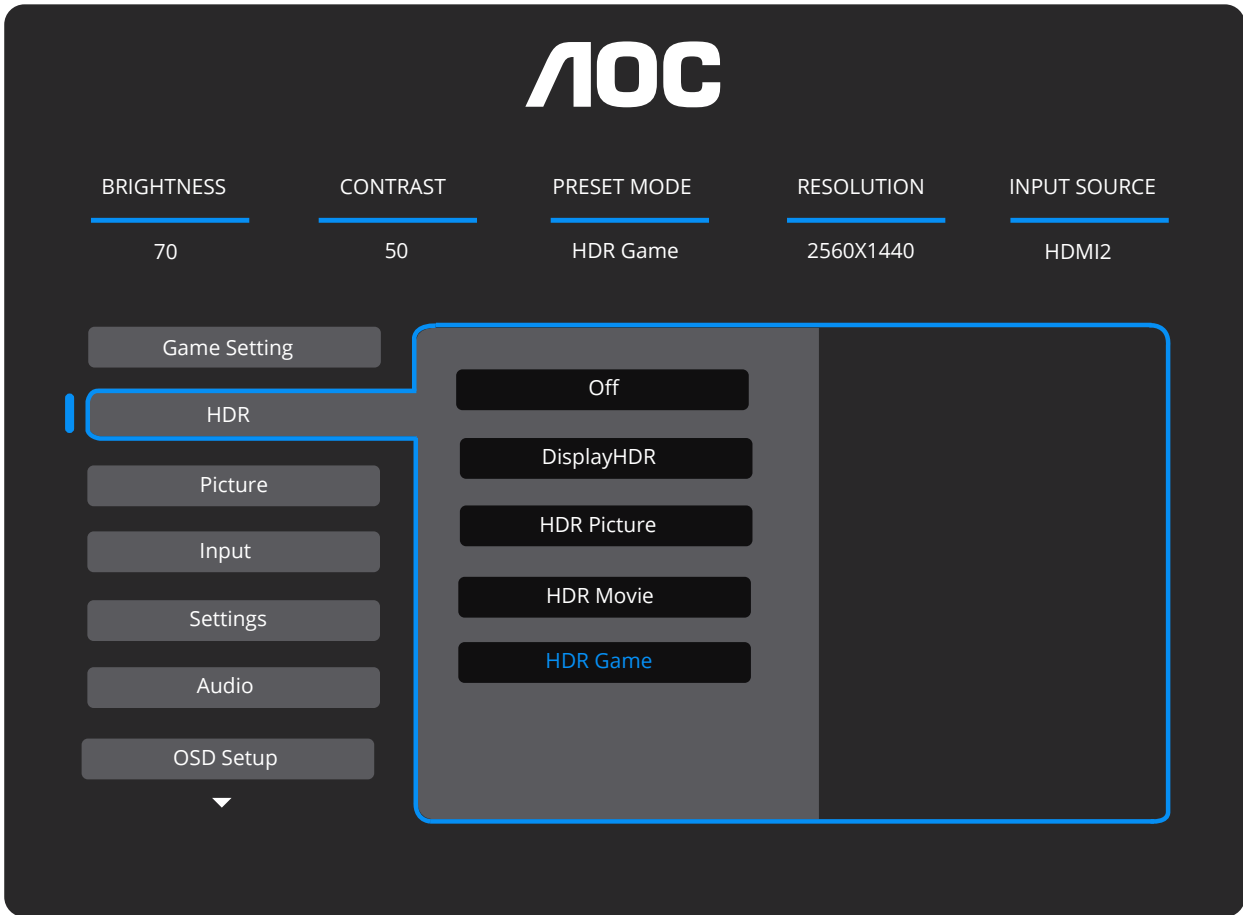 AOC
BRIGHTNESS CONTRAST PRESET MODE RESOLUTION INPUT SOURCE
70 50 HDR Game 2560X1440 HDMI2
Game Setting
HDR
Picture
Input
Settings
Audio
OSD Setup
Off
DisplayHDR
HDR Picture
HDR Movie
HDR Game